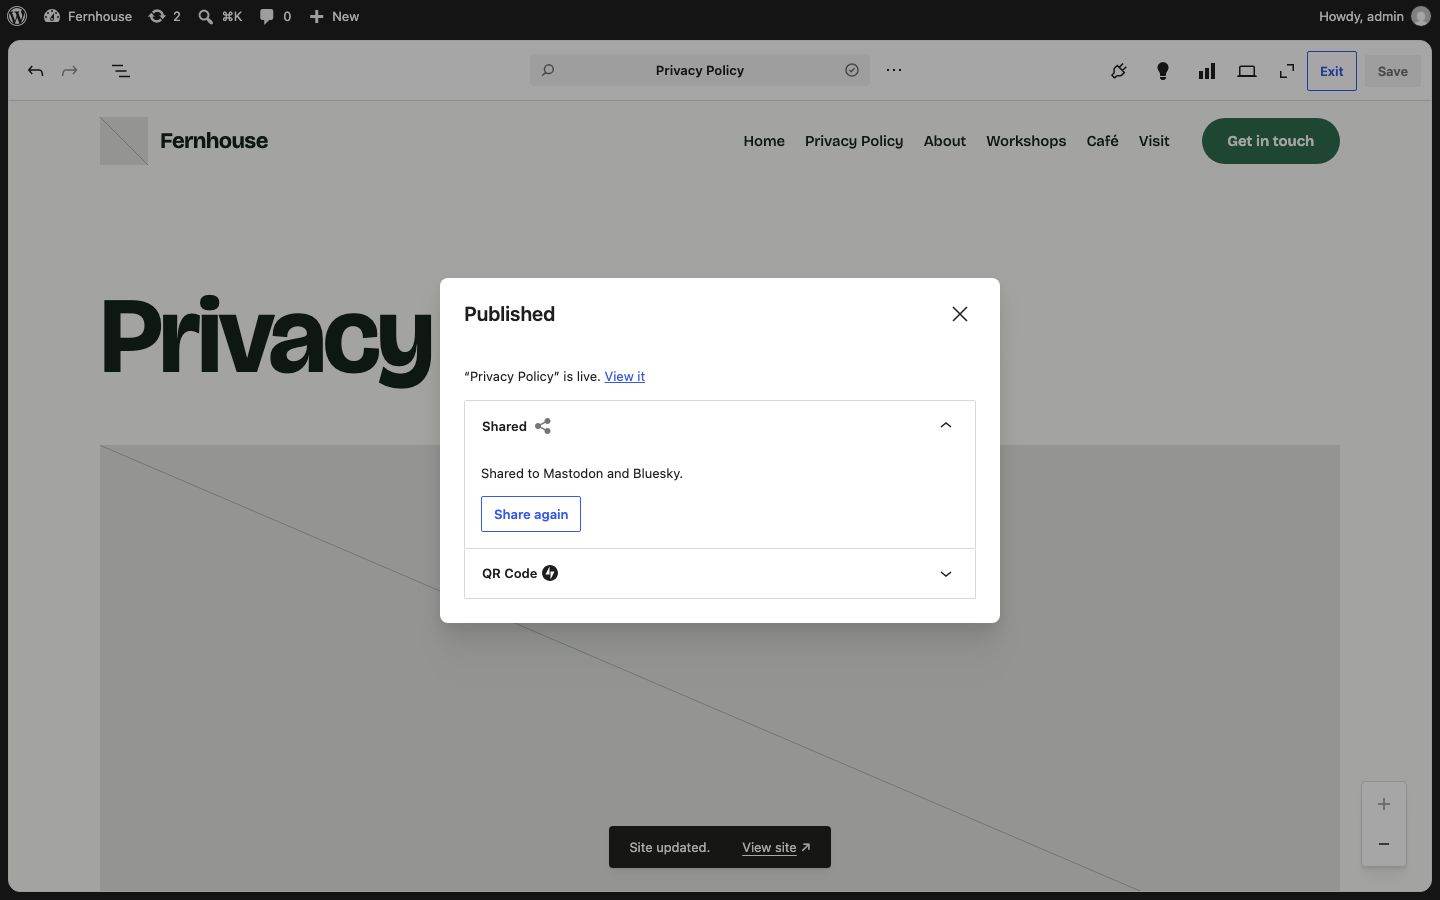 Fernhouse 2 ⌘K 0 New Howdy, admin
Privacy Policy Exit Save
Fernhouse Home Privacy Policy About Workshops Café Visit Get in touch
Privacy
Published
“Privacy Policy” is live. View it
Shared
Shared to Mastodon and Bluesky.
Share again
QR Code
Site updated. View site ↗